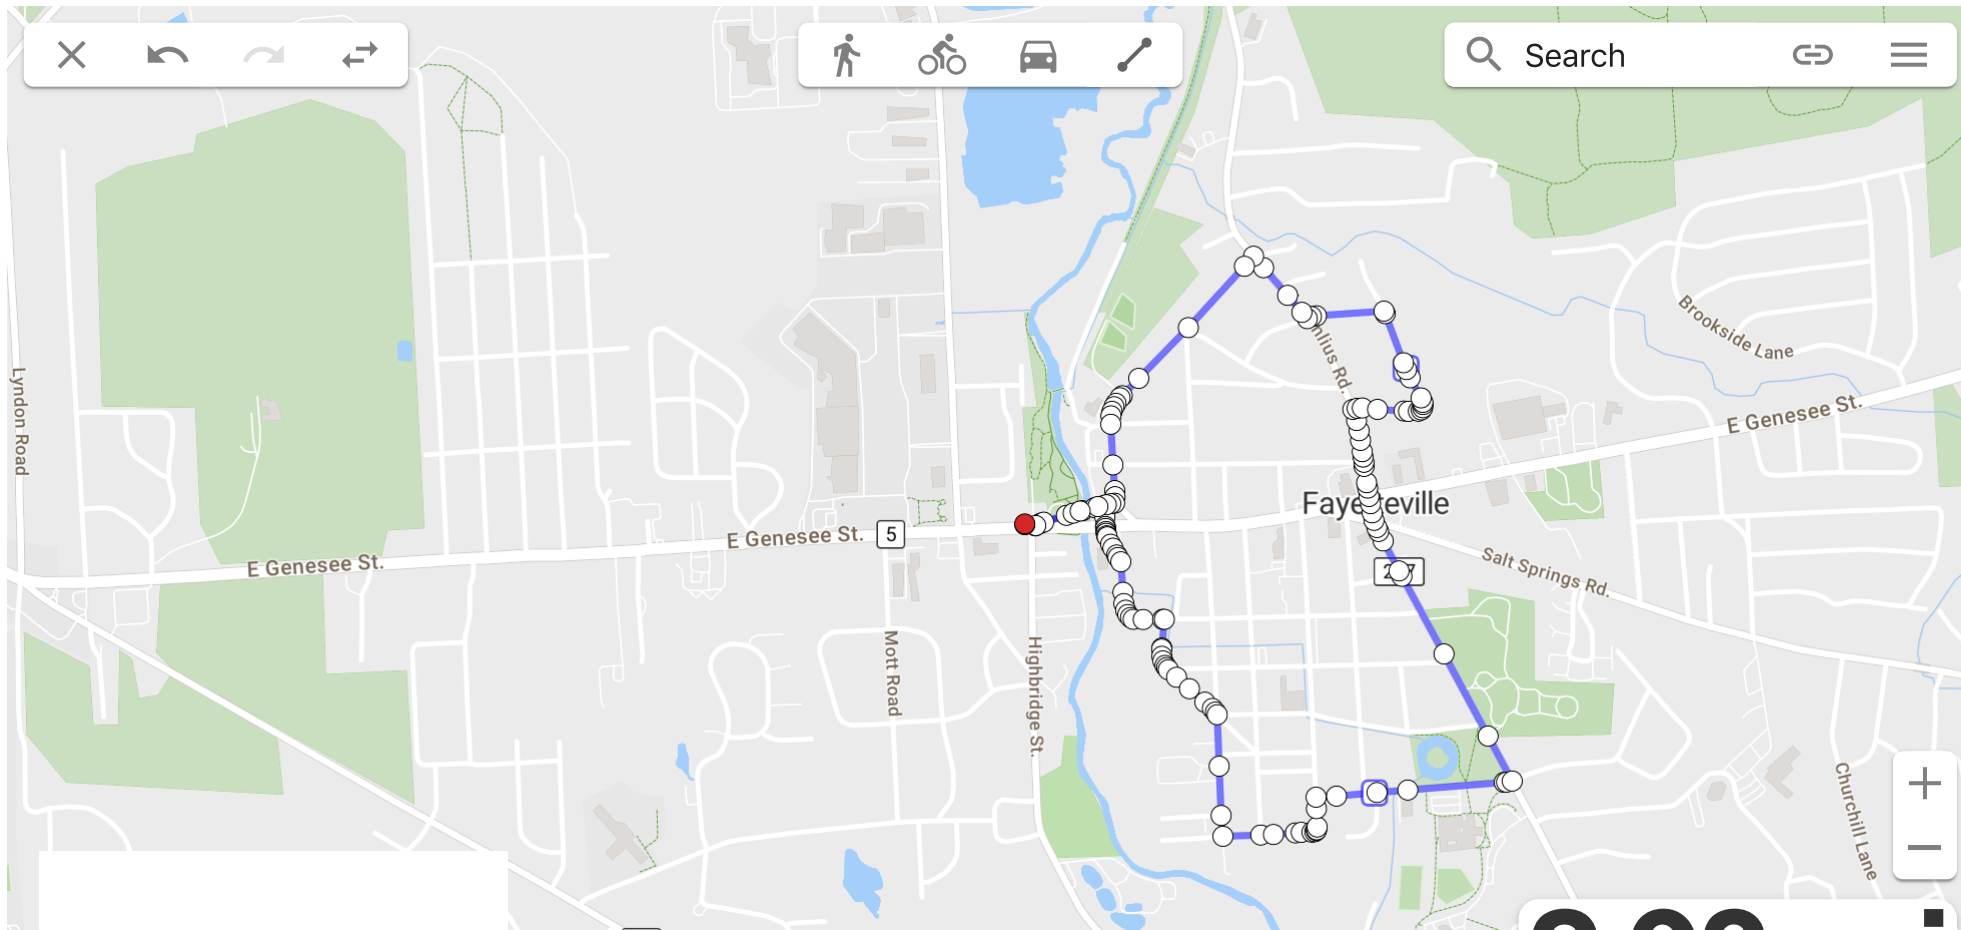 Search
Brookside Lane
E Genesee St.
Lyndon Road
Fayetteville
E Genesee St.
5
E Genesee St.
Salt Springs Rd.
Mott Road
Highbridge St.
Churchill Lane